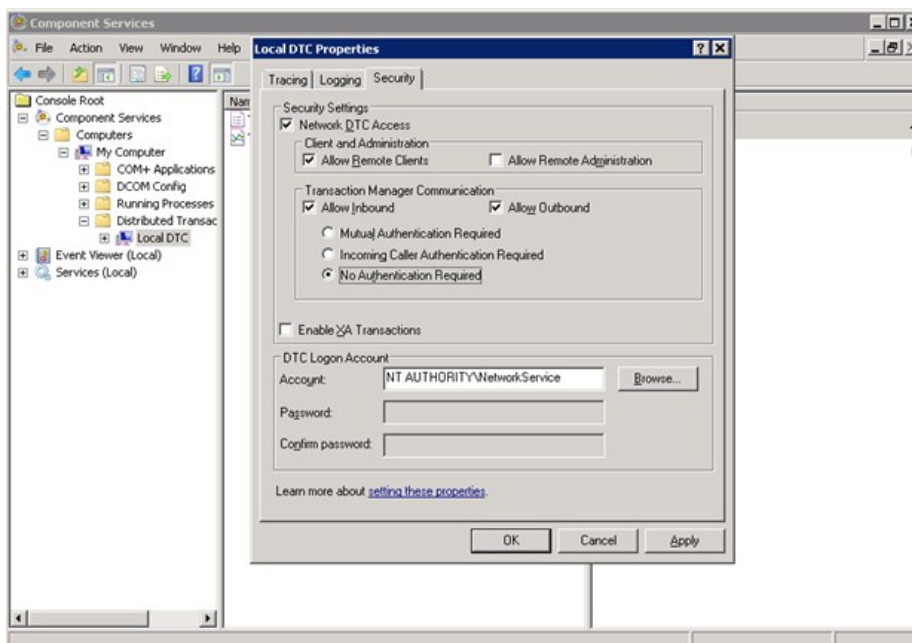 Component Services
File Action View Window Help
Console Root
Component Services
Computers
My Computer
COM+ Applications
DCOM Config
Running Processes
Distributed Transac
Local DTC
Event Viewer (Local)
Services (Local)
Nam
Local DTC Properties
Tracing Logging Security
Security Settings
Network DTC Access
Client and Administration
Allow Remote Clients Allow Remote Administration
Transaction Manager Communication
Allow Inbound Allow Outbound
Mutual Authentication Required
Incoming Caller Authentication Required
No Authentication Required
Enable XA Transactions
DTC Logon Account
Account: NT AUTHORITY\NetworkService Browse...
Password:
Confirm password:
Learn more about setting these properties.
OK Cancel Apply